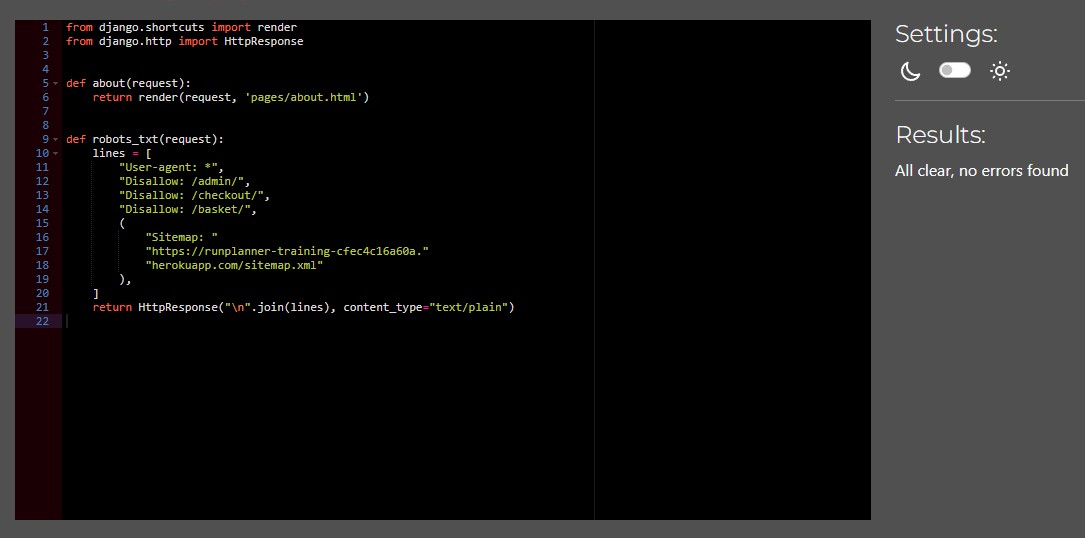 1 from django.shortcuts import render
2 from django.http import HttpResponse
3
4
5 def about(request):
6     return render(request, 'pages/about.html')
7
8
9 def robots_txt(request):
10     lines = [
11         "User-agent: *",
12         "Disallow: /admin/",
13         "Disallow: /checkout/",
14         "Disallow: /basket/",
15         (
16             "Sitemap: "
17             "https://runplanner-training-cfec4c16a60a."
18             "herokuapp.com/sitemap.xml"
19         ),
20     ]
21     return HttpResponse("\n".join(lines), content_type="text/plain")
22
Settings:
Results:
All clear, no errors found